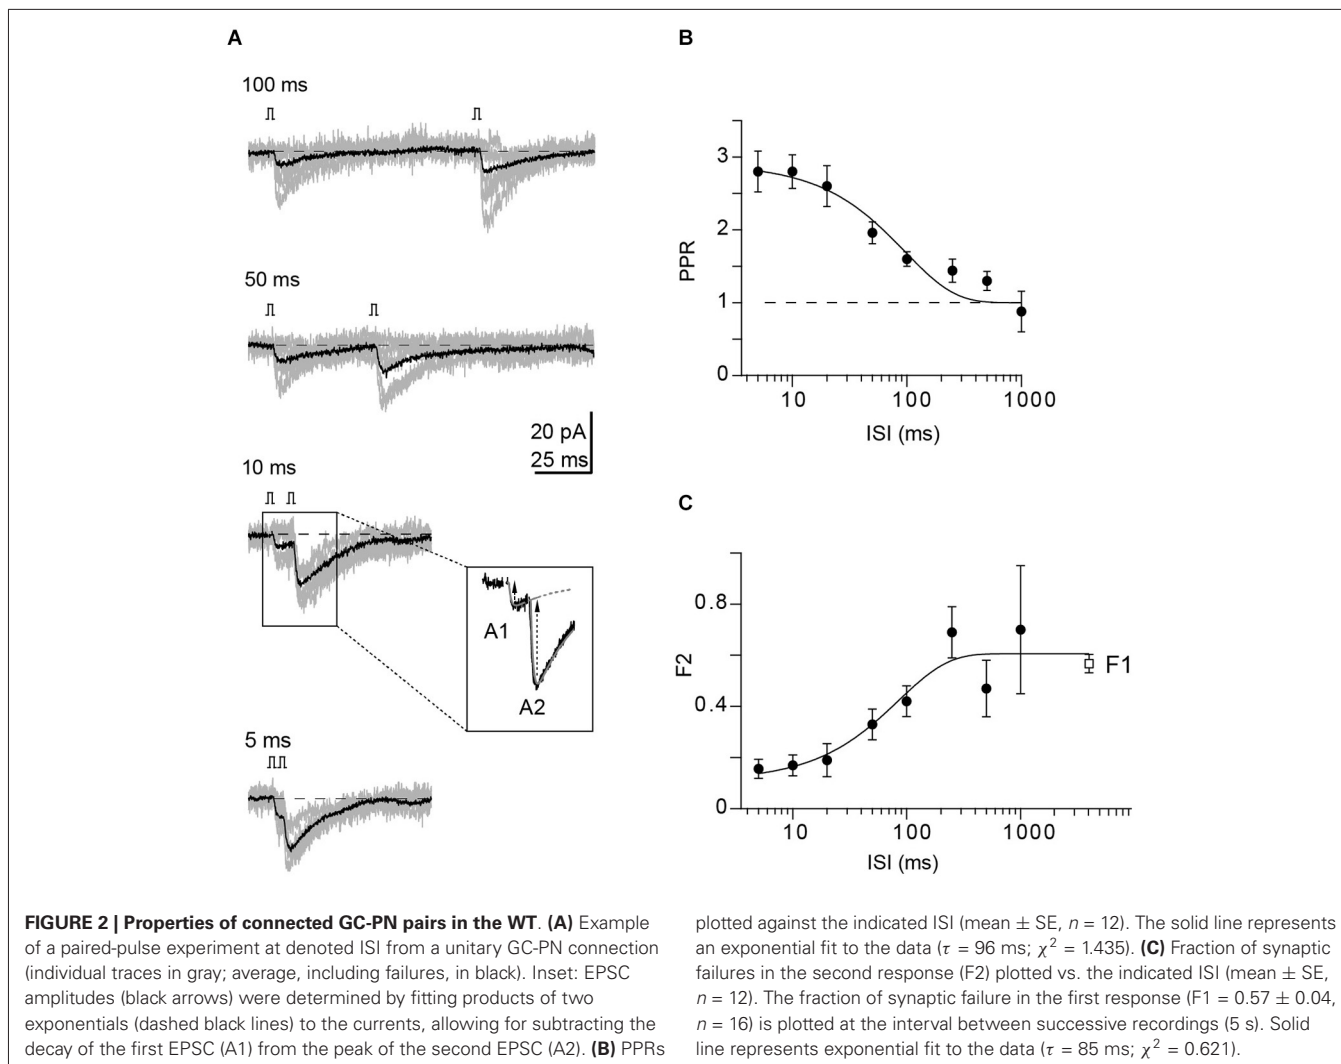 A
100 ms
50 ms
20 pA
25 ms
10 ms
A1
A2
5 ms
B
3
2
1
0
PPR
10
100
1000
ISI (ms)
C
0.8
0.4
0
F2
F1
10
100
1000
ISI (ms)
FIGURE 2 | Properties of connected GC-PN pairs in the WT. (A) Example
of a paired-pulse experiment at denoted ISI from a unitary GC-PN connection
(individual traces in gray; average, including failures, in black). Inset: EPSC
amplitudes (black arrows) were determined by fitting products of two
exponentials (dashed black lines) to the currents, allowing for subtracting the
decay of the first EPSC (A1) from the peak of the second EPSC (A2). (B) PPRs
plotted against the indicated ISI (mean ± SE, n = 12). The solid line represents
an exponential fit to the data (τ = 96 ms; χ² = 1.435). (C) Fraction of synaptic
failures in the second response (F2) plotted vs. the indicated ISI (mean ± SE,
n = 12). The fraction of synaptic failure in the first response (F1 = 0.57 ± 0.04,
n = 16) is plotted at the interval between successive recordings (5 s). Solid
line represents exponential fit to the data (τ = 85 ms; χ² = 0.621).